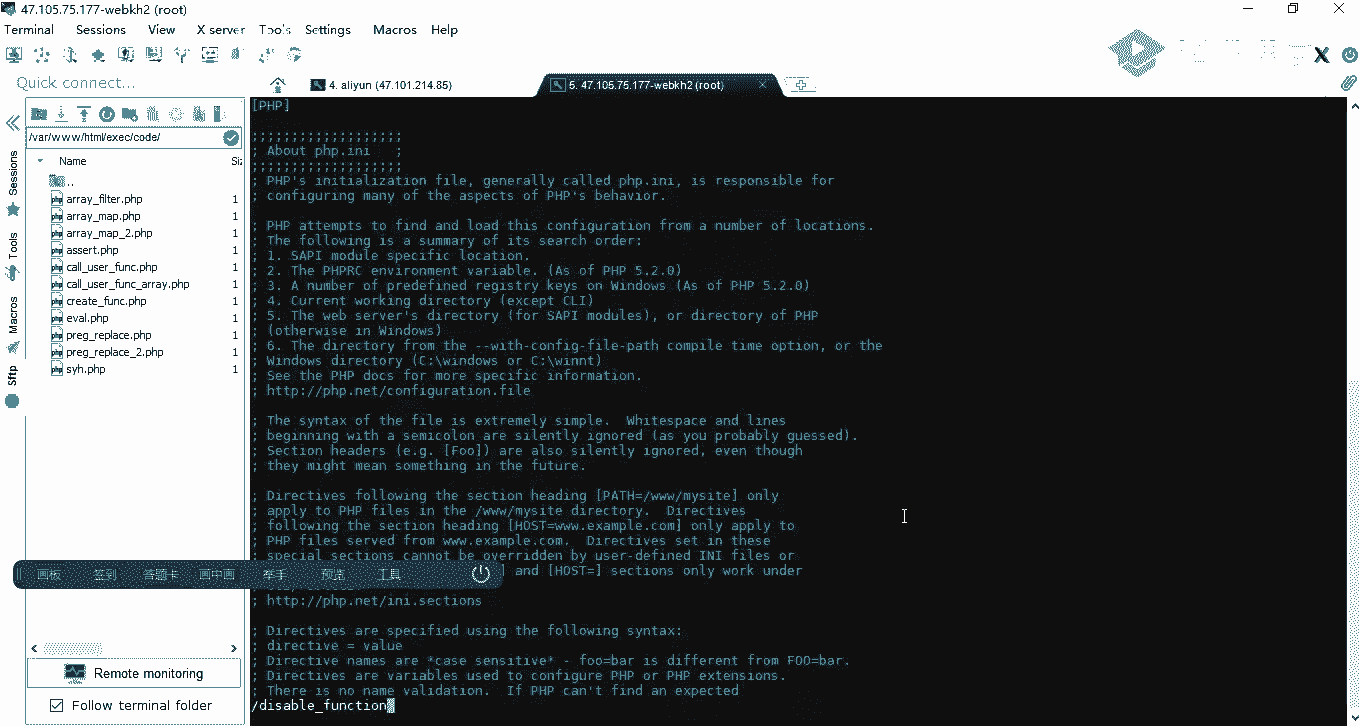 47.105.75.177-webkh2 (root)
Terminal Sessions View X server Tools Settings Macros Help
Quick connect...
4. aliyun (47.101.214.85)
5. 47.105.75.177-webkh2 (root)
/var/www/html/exec/code/
Name
..
array_filter.php 1
array_map.php 1
array_map_2.php 1
assert.php 1
call_user_func.php 1
call_user_func_array.php 1
create_func.php 1
eval.php 1
preg_replace.php 1
preg_replace_2.php 1
syh.php 1
Sessions
Tools
Macros
Sftp
Remote monitoring
Follow terminal folder
[PHP]
;;;;;;;;;;;;;;;;;;;
; About php.ini   ;
;;;;;;;;;;;;;;;;;;;
; PHP's initialization file, generally called php.ini, is responsible for
; configuring many of the aspects of PHP's behavior.
; PHP attempts to find and load this configuration from a number of locations.
; The following is a summary of its search order:
; 1. SAPI module specific location.
; 2. The PHPRC environment variable. (As of PHP 5.2.0)
; 3. A number of predefined registry keys on Windows (As of PHP 5.2.0)
; 4. Current working directory (except CLI)
; 5. The web server's directory (for SAPI modules), or directory of PHP
; (otherwise in Windows)
; 6. The directory from the --with-config-file-path compile time option, or the
; Windows directory (C:\windows or C:\winnt)
; See the PHP docs for more specific information.
; http://php.net/configuration.file
; The syntax of the file is extremely simple.  Whitespace and lines
; beginning with a semicolon are silently ignored (as you probably guessed).
; Section headers (e.g. [Foo]) are also silently ignored, even though
; they might mean something in the future.
; Directives following the section heading [PATH=/www/mysite] only
; apply to PHP files in the /www/mysite directory.  Directives
; following the section heading [HOST=www.example.com] only apply to
; PHP files served from www.example.com.  Directives set in these
; special sections cannot be overridden by user-defined INI files or
] and [HOST=] sections only work under
; http://php.net/ini.sections
; Directives are specified using the following syntax:
; directive = value
; Directive names are *case sensitive* - foo=bar is different from FOO=bar.
; Directives are variables used to configure PHP or PHP extensions.
; There is no name validation.  If PHP can't find an expected
/disable_function
画板 签到 答题卡 画中画 举手 预览 工具